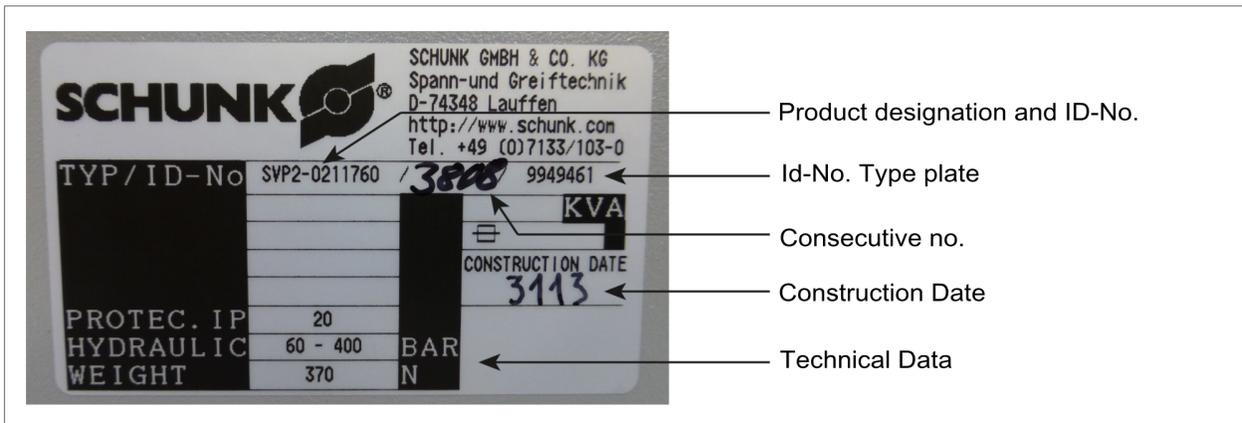 SCHUNK ®
SCHUNK GMBH & CO. KG
Spann-und Greiftechnik
D-74348 Lauffen
http://www.schunk.com
Tel. +49 (0)7133/103-0
TYP/ID-No SVP2-0211760 /3808 9949461
KVA
CONSTRUCTION DATE
3113
PROTEC. IP 20
HYDRAULIC 60 - 400 BAR
WEIGHT 370 N
Product designation and ID-No.
Id-No. Type plate
Consecutive no.
Construction Date
Technical Data